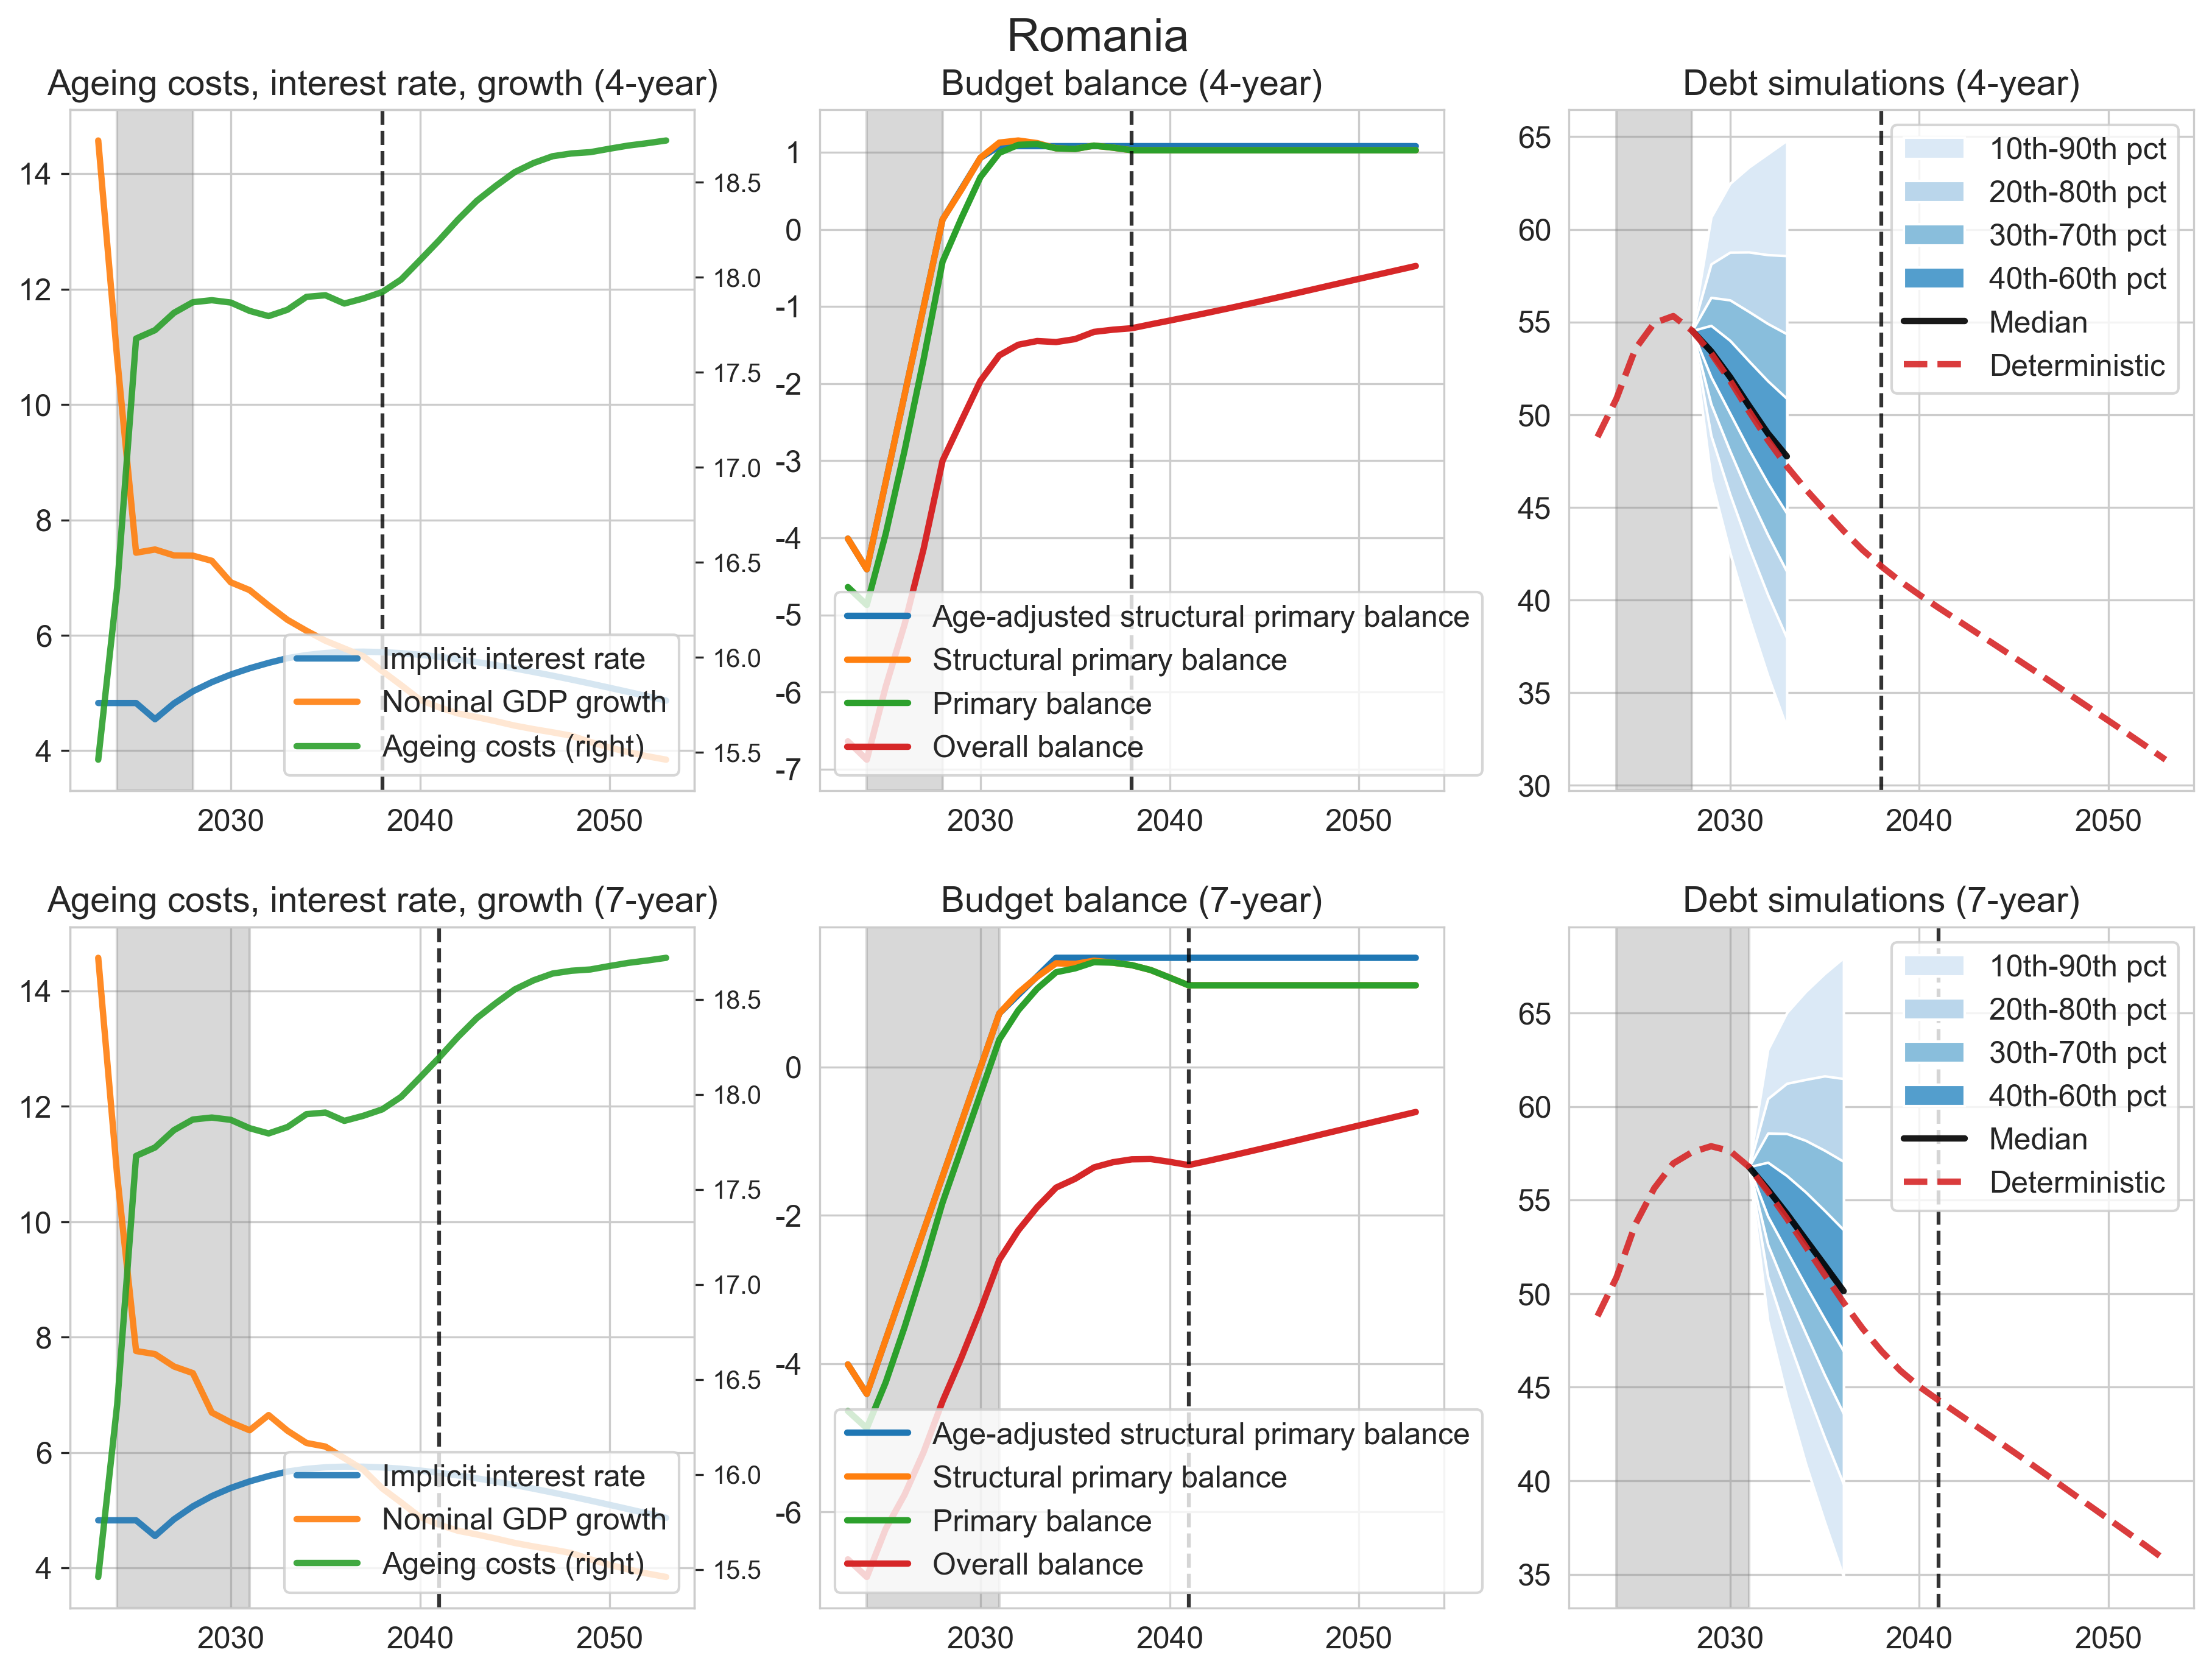 Romania
Ageing costs, interest rate, growth (4-year)
14
12
10
8
6
4
18.5
18.0
17.5
17.0
16.5
16.0
15.5
2030
2040
2050
Implicit interest rate
Nominal GDP growth
Ageing costs (right)
Budget balance (4-year)
1
0
-1
-2
-3
-4
-5
-6
-7
2030
2040
2050
Age-adjusted structural primary balance
Structural primary balance
Primary balance
Overall balance
Debt simulations (4-year)
65
60
55
50
45
40
35
30
2030
2040
2050
10th-90th pct
20th-80th pct
30th-70th pct
40th-60th pct
Median
Deterministic
Ageing costs, interest rate, growth (7-year)
14
12
10
8
6
4
18.5
18.0
17.5
17.0
16.5
16.0
15.5
2030
2040
2050
Implicit interest rate
Nominal GDP growth
Ageing costs (right)
Budget balance (7-year)
0
-2
-4
-6
2030
2040
2050
Age-adjusted structural primary balance
Structural primary balance
Primary balance
Overall balance
Debt simulations (7-year)
65
60
55
50
45
40
35
2030
2040
2050
10th-90th pct
20th-80th pct
30th-70th pct
40th-60th pct
Median
Deterministic